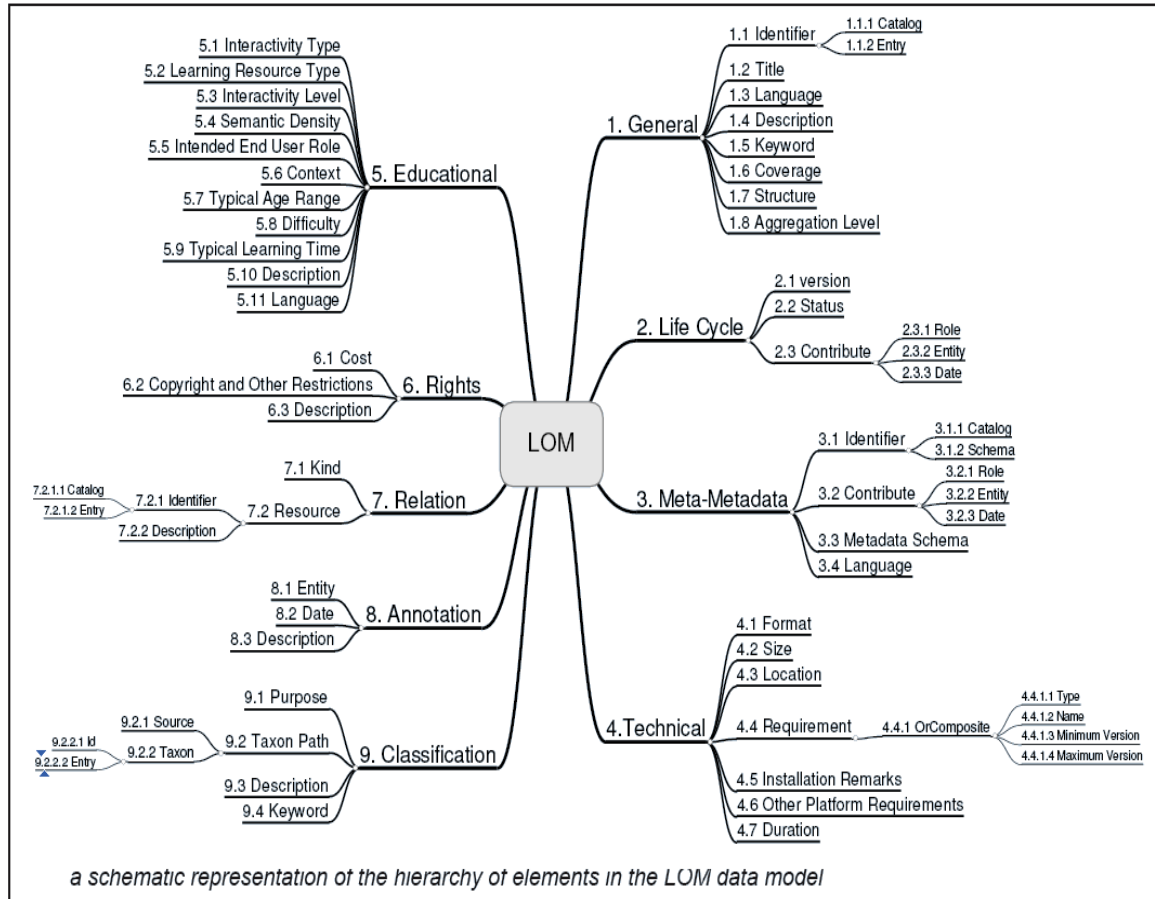 LOM
1. General
1.1 Identifier
1.1.1 Catalog
1.1.2 Entry
1.2 Title
1.3 Language
1.4 Description
1.5 Keyword
1.6 Coverage
1.7 Structure
1.8 Aggregation Level
2. Life Cycle
2.1 version
2.2 Status
2.3 Contribute
2.3.1 Role
2.3.2 Entity
2.3.3 Date
3. Meta-Metadata
3.1 Identifier
3.1.1 Catalog
3.1.2 Schema
3.2 Contribute
3.2.1 Role
3.2.2 Entity
3.2.3 Date
3.3 Metadata Schema
3.4 Language
4.Technical
4.1 Format
4.2 Size
4.3 Location
4.4 Requirement
4.4.1 OrComposite
4.4.1.1 Type
4.4.1.2 Name
4.4.1.3 Minimum Version
4.4.1.4 Maximum Version
4.5 Installation Remarks
4.6 Other Platform Requirements
4.7 Duration
5. Educational
5.1 Interactivity Type
5.2 Learning Resource Type
5.3 Interactivity Level
5.4 Semantic Density
5.5 Intended End User Role
5.6 Context
5.7 Typical Age Range
5.8 Difficulty
5.9 Typical Learning Time
5.10 Description
5.11 Language
6. Rights
6.1 Cost
6.2 Copyright and Other Restrictions
6.3 Description
7. Relation
7.1 Kind
7.2 Resource
7.2.1 Identifier
7.2.1.1 Catalog
7.2.1.2 Entry
7.2.2 Description
8. Annotation
8.1 Entity
8.2 Date
8.3 Description
9. Classification
9.1 Purpose
9.2 Taxon Path
9.2.1 Source
9.2.2 Taxon
9.2.2.1 Id
9.2.2.2 Entry
9.3 Description
9.4 Keyword
a schematic representation of the hierarchy of elements in the LOM data model